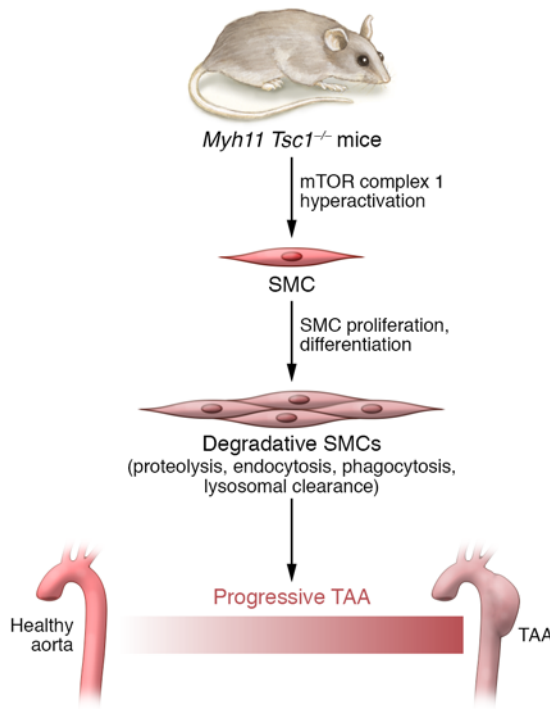 Myh11 Tsc1–/– mice
mTOR complex 1
hyperactivation
SMC
SMC proliferation,
differentiation
Degradative SMCs
(proteolysis, endocytosis, phagocytosis,
lysosomal clearance)
Progressive TAA
Healthy
aorta
TAA